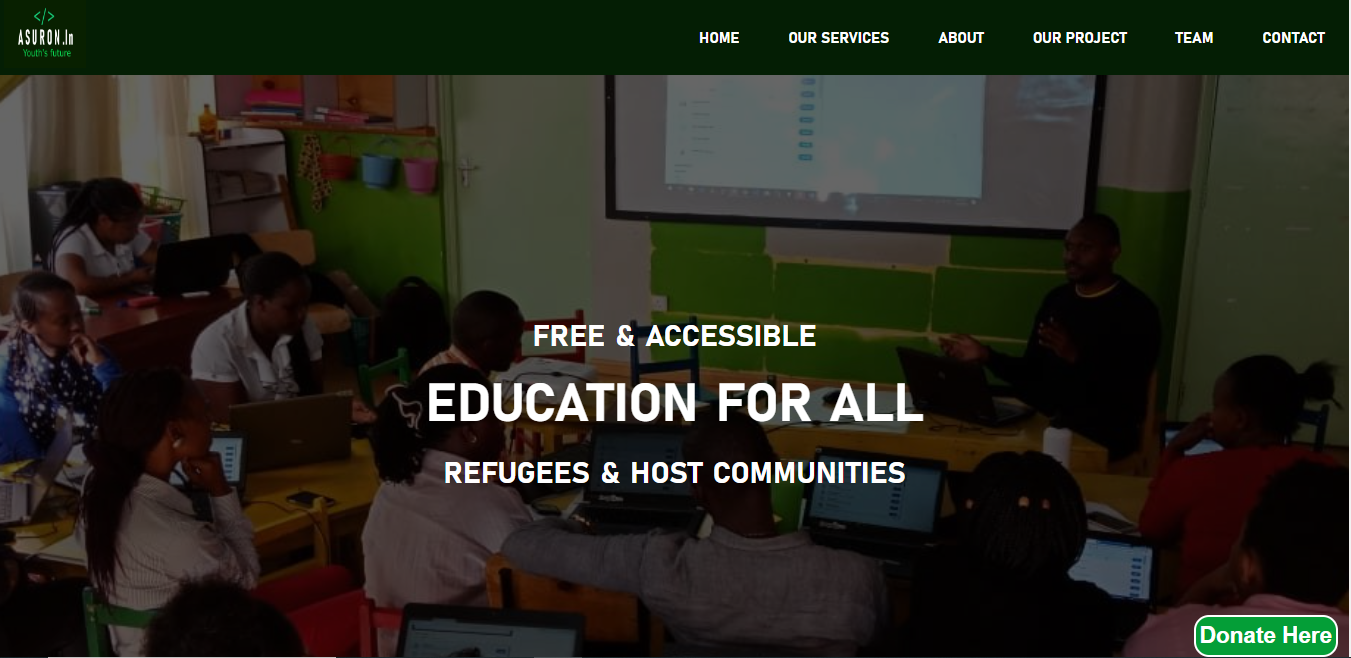 </>
ASURON.In
Youth's future
HOME
OUR SERVICES
ABOUT
OUR PROJECT
TEAM
CONTACT
FREE & ACCESSIBLE
EDUCATION FOR ALL
REFUGEES & HOST COMMUNITIES
Donate Here